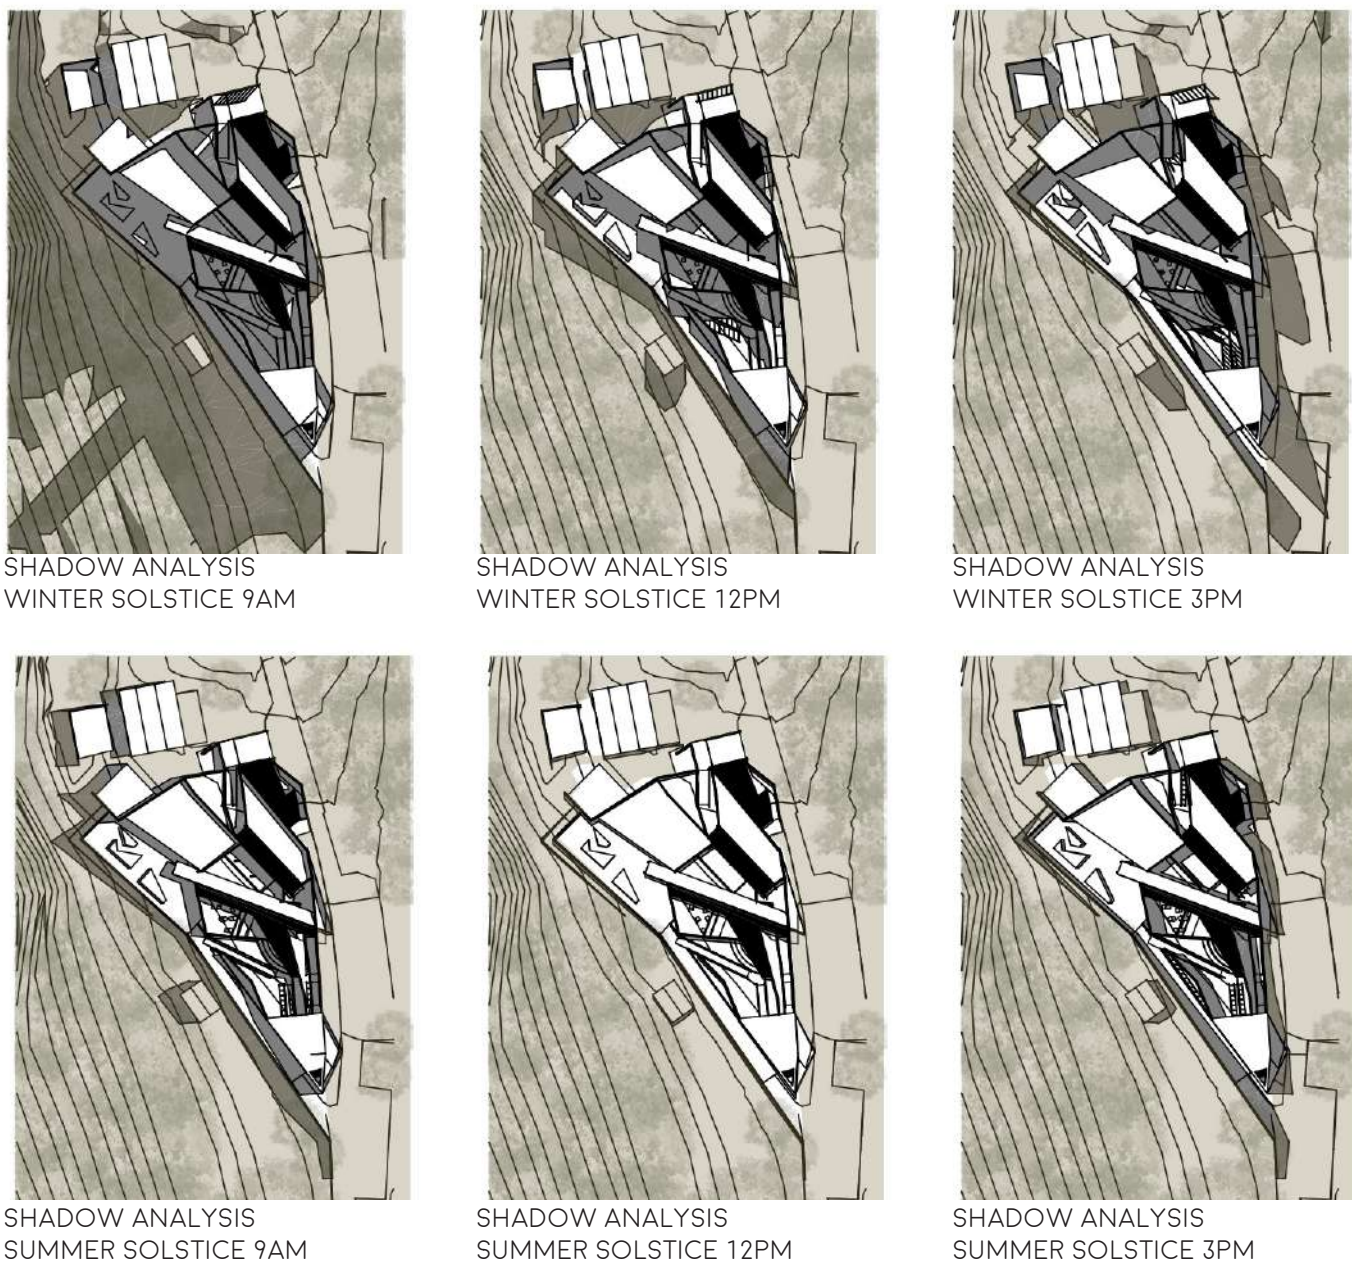 SHADOW ANALYSIS
WINTER SOLSTICE 9AM
SHADOW ANALYSIS
WINTER SOLSTICE 12PM
SHADOW ANALYSIS
WINTER SOLSTICE 3PM
SHADOW ANALYSIS
SUMMER SOLSTICE 9AM
SHADOW ANALYSIS
SUMMER SOLSTICE 12PM
SHADOW ANALYSIS
SUMMER SOLSTICE 3PM